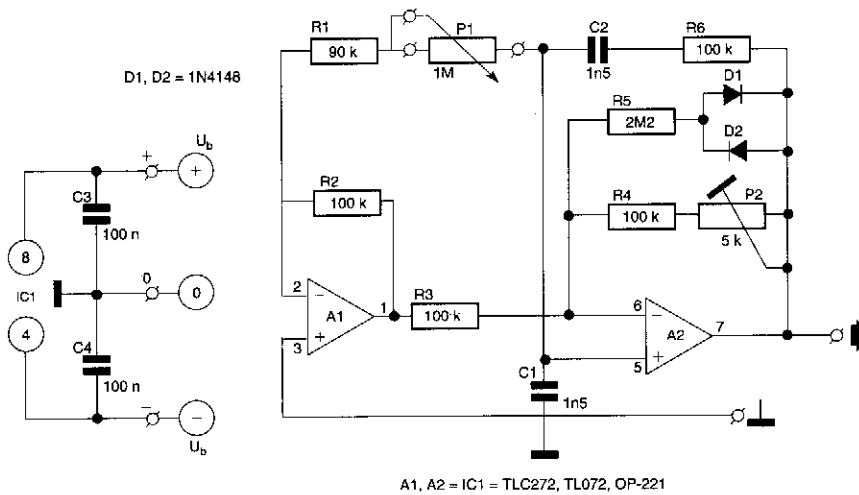 D1, D2 = 1N4148
Ub
+
+
C3
100 n
8
IC1
0
0
4
C4
100 n
−
−
Ub
R1
90 k
P1
1M
C2
1n5
R6
100 k
D1
R5
2M2
D2
R2
100 k
R4
100 k
P2
5 k
2
−
A1
1
3
+
R3
100 k
6
−
A2
7
5
+
C1
1n5
A1, A2 = IC1 = TLC272, TL072, OP-221